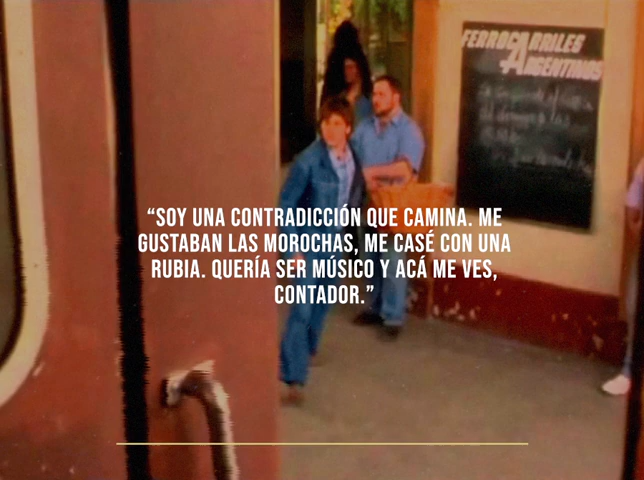 FERROCARRILES
ARGENTINOS
“SOY UNA CONTRADICCIÓN QUE CAMINA. ME
GUSTABAN LAS MOROCHAS, ME CASÉ CON UNA
RUBIA. QUERÍA SER MÚSICO Y ACÁ ME VES,
CONTADOR.”